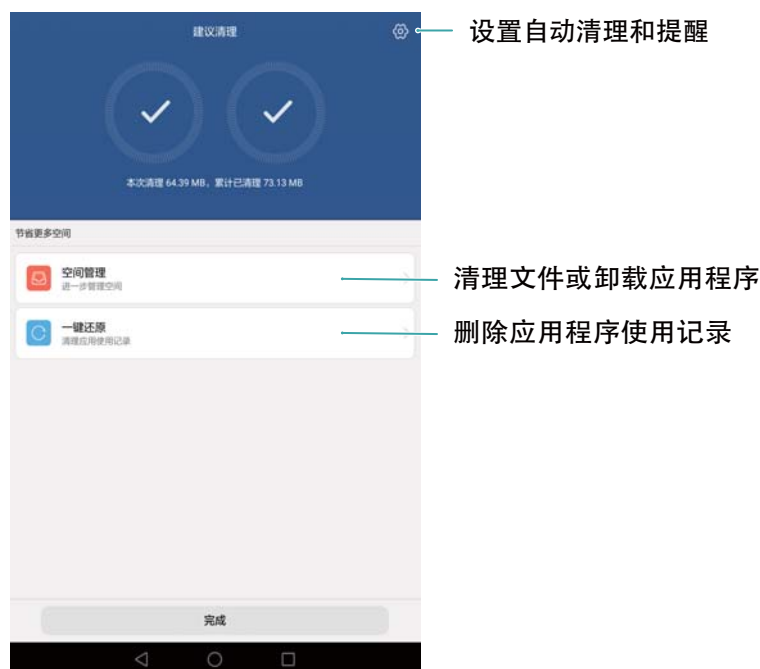 建议清理
设置自动清理和提醒
本次清理 64.39 MB，累计已清理 73.13 MB
节省更多空间
空间管理
进一步管理空间
清理文件或卸载应用程序
一键还原
清理应用使用记录
删除应用程序使用记录
完成